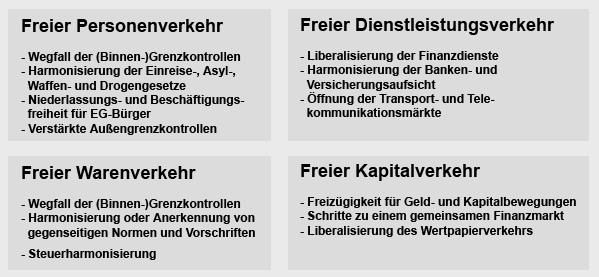 Freier Personenverkehr
- Wegfall der (Binnen-)Grenzkontrollen
- Harmonisierung der Einreise-, Asyl-,
Waffen- und Drogengesetze
- Niederlassungs- und Beschäftigungs-
freiheit für EG-Bürger
- Verstärkte Außengrenzkontrollen
Freier Dienstleistungsverkehr
- Liberalisierung der Finanzdienste
- Harmonisierung der Banken- und
Versicherungsaufsicht
- Öffnung der Transport- und Tele-
kommunikationsmärkte
Freier Warenverkehr
- Wegfall der (Binnen-)Grenzkontrollen
- Harmonisierung oder Anerkennung von
gegenseitigen Normen und Vorschriften
- Steuerharmonisierung
Freier Kapitalverkehr
- Freizügigkeit für Geld- und Kapitalbewegungen
- Schritte zu einem gemeinsamen Finanzmarkt
- Liberalisierung des Wertpapierverkehrs